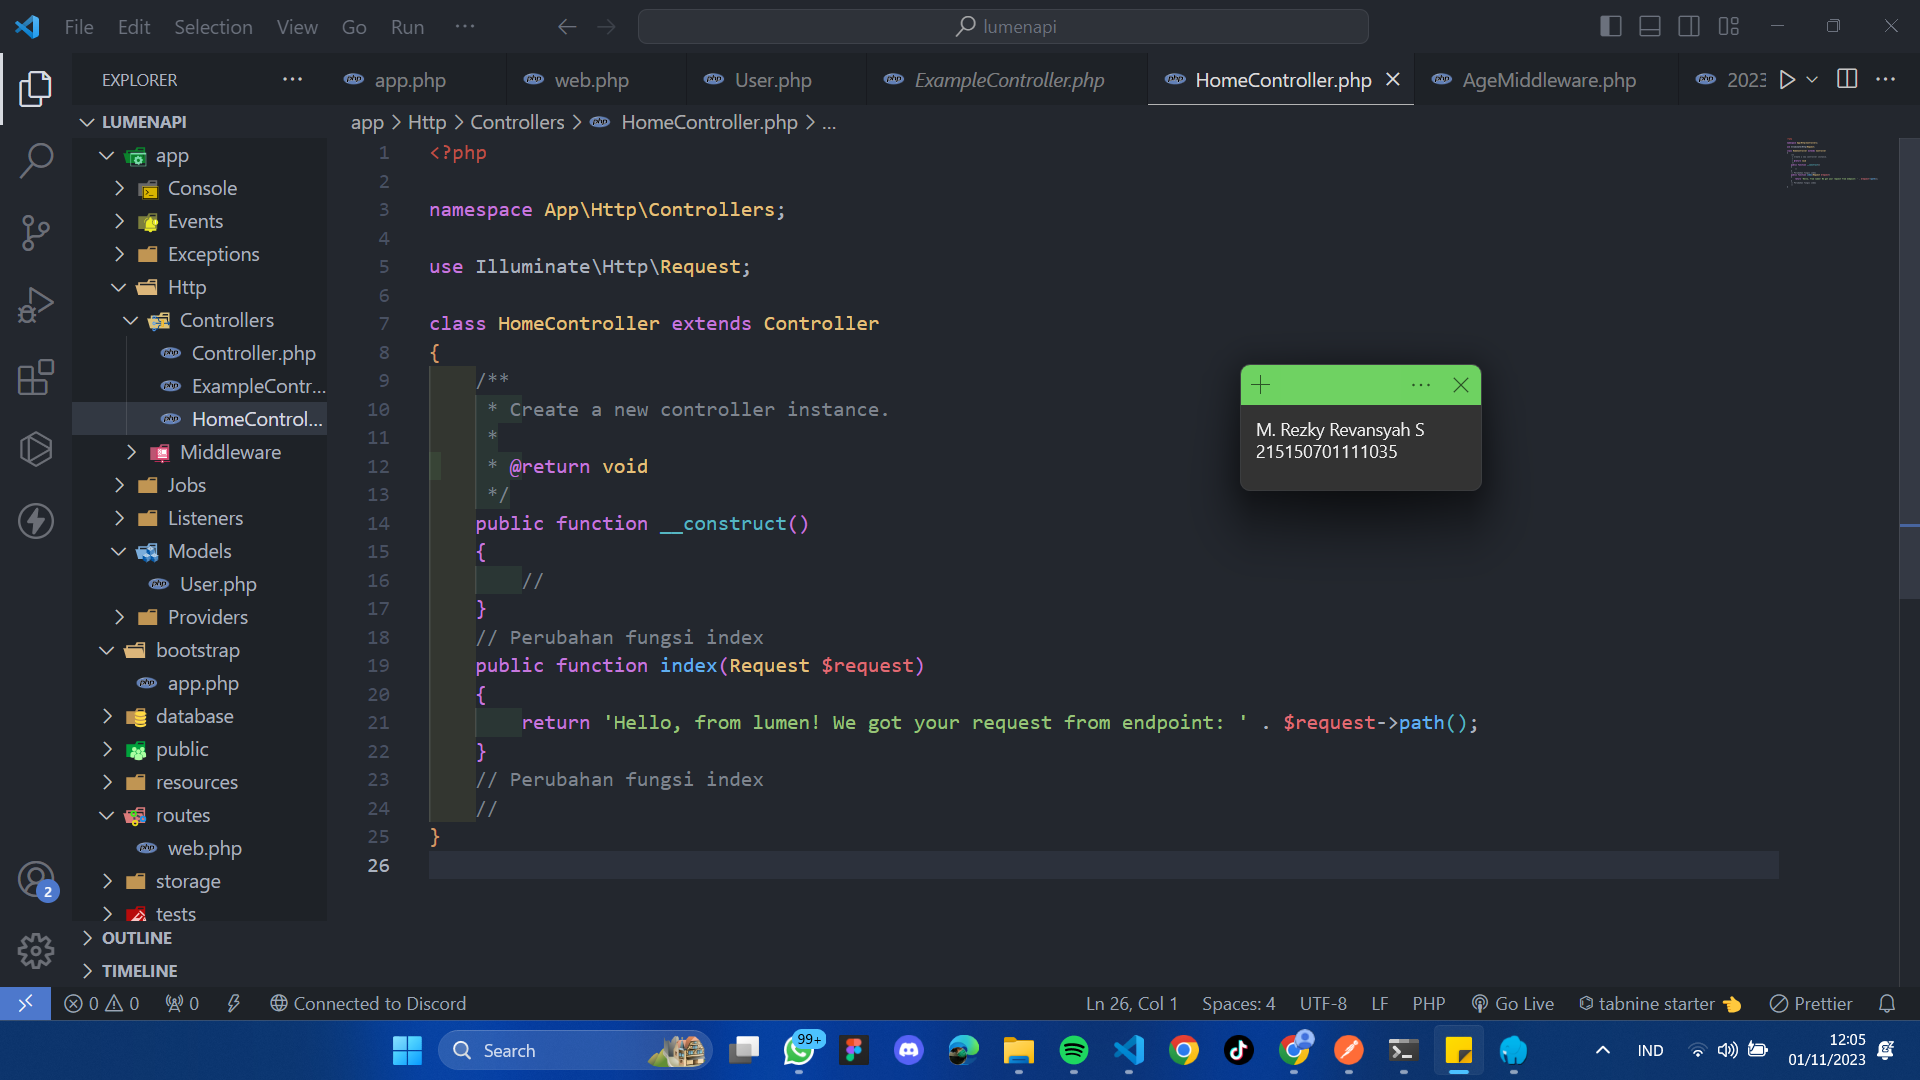 File Edit Selection View Go Run ··· lumenapi
EXPLORER ···
app.php web.php User.php ExampleController.php HomeController.php AgeMiddleware.php 2023 ···
LUMENAPI
app
Console
Events
Exceptions
Http
Controllers
Controller.php
ExampleContr...
HomeControl...
Middleware
Jobs
Listeners
Models
User.php
Providers
bootstrap
app.php
database
public
resources
routes
web.php
storage
tests
OUTLINE
TIMELINE
app > Http > Controllers > HomeController.php > ...
1 <?php
2
3 namespace App\Http\Controllers;
4
5 use Illuminate\Http\Request;
6
7 class HomeController extends Controller
8 {
9 /**
10 * Create a new controller instance.
11 *
12 * @return void
13 */
14 public function __construct()
15 {
16 //
17 }
18 // Perubahan fungsi index
19 public function index(Request $request)
20 {
21 return 'Hello, from lumen! We got your request from endpoint: ' . $request->path();
22 }
23 // Perubahan fungsi index
24 //
25 }
26
M. Rezky Revansyah S
215150701111035
2
0 0 0 Connected to Discord Ln 26, Col 1 Spaces: 4 UTF-8 LF PHP Go Live tabnine starter Prettier
Search 99+ IND 12:05
01/11/2023